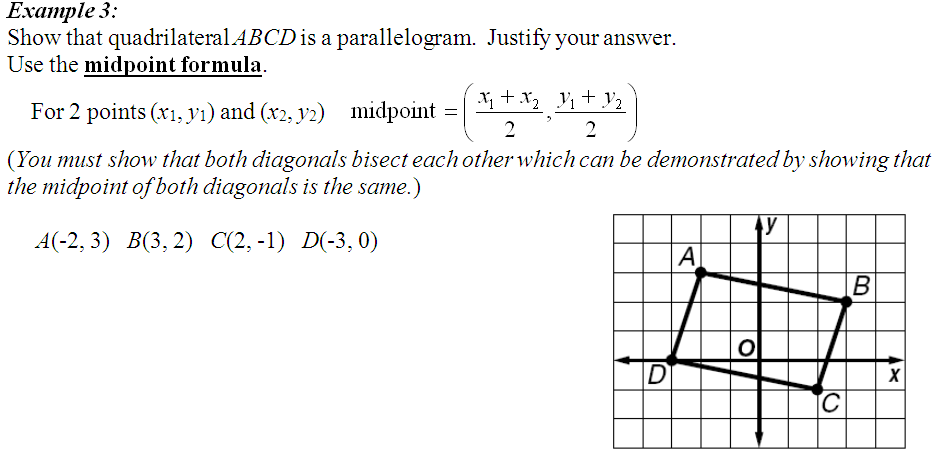 Example 3:
Show that quadrilateral ABCD is a parallelogram. Justify your answer.
Use the midpoint formula.
For 2 points (x1, y1) and (x2, y2) midpoint = ( x₁ + x₂ / 2 , y₁ + y₂ / 2 )
(You must show that both diagonals bisect each other which can be demonstrated by showing that
the midpoint of both diagonals is the same.)
A(-2, 3) B(3, 2) C(2, -1) D(-3, 0)
y
A
B
O
D
x
C